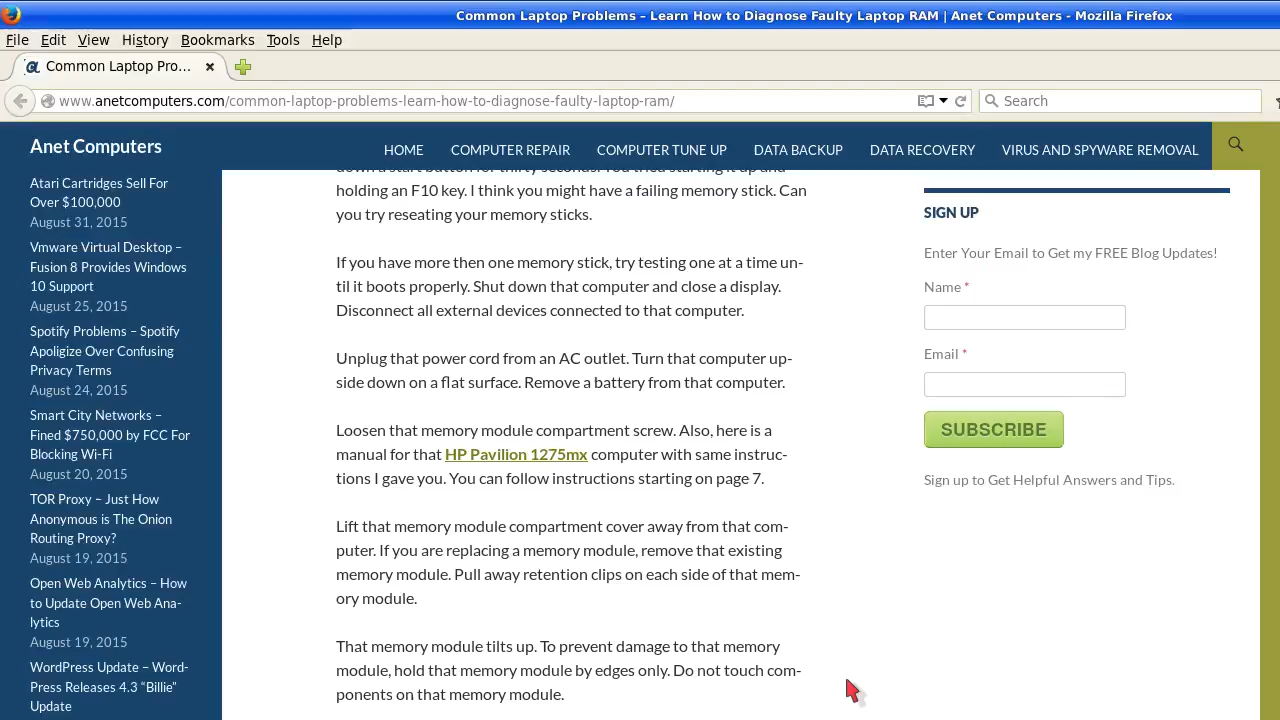 Common Laptop Problems – Learn How to Diagnose Faulty Laptop RAM | Anet Computers - Mozilla Firefox
File Edit View History Bookmarks Tools Help
Common Laptop Pro...
www.anetcomputers.com/common-laptop-problems-learn-how-to-diagnose-faulty-laptop-ram/
Search
Anet Computers
HOME COMPUTER REPAIR COMPUTER TUNE UP DATA BACKUP DATA RECOVERY VIRUS AND SPYWARE REMOVAL
Atari Cartridges Sell For
Over $100,000
August 31, 2015
Vmware Virtual Desktop –
Fusion 8 Provides Windows
10 Support
August 25, 2015
Spotify Problems – Spotify
Apoligize Over Confusing
Privacy Terms
August 24, 2015
Smart City Networks –
Fined $750,000 by FCC For
Blocking Wi-Fi
August 20, 2015
TOR Proxy – Just How
Anonymous is The Onion
Routing Proxy?
August 19, 2015
Open Web Analytics – How
to Update Open Web Ana-
lytics
August 19, 2015
WordPress Update – Word-
Press Releases 4.3 “Billie”
Update
down a start button for thirty seconds. You tried starting it up and
holding an F10 key. I think you might have a failing memory stick. Can
you try reseating your memory sticks.
If you have more then one memory stick, try testing one at a time un-
til it boots properly. Shut down that computer and close a display.
Disconnect all external devices connected to that computer.
Unplug that power cord from an AC outlet. Turn that computer up-
side down on a flat surface. Remove a battery from that computer.
Loosen that memory module compartment screw. Also, here is a
manual for that HP Pavilion 1275mx computer with same instruc-
tions I gave you. You can follow instructions starting on page 7.
Lift that memory module compartment cover away from that com-
puter. If you are replacing a memory module, remove that existing
memory module. Pull away retention clips on each side of that mem-
ory module.
That memory module tilts up. To prevent damage to that memory
module, hold that memory module by edges only. Do not touch com-
ponents on that memory module.
SIGN UP
Enter Your Email to Get my FREE Blog Updates!
Name *
Email *
SUBSCRIBE
Sign up to Get Helpful Answers and Tips.